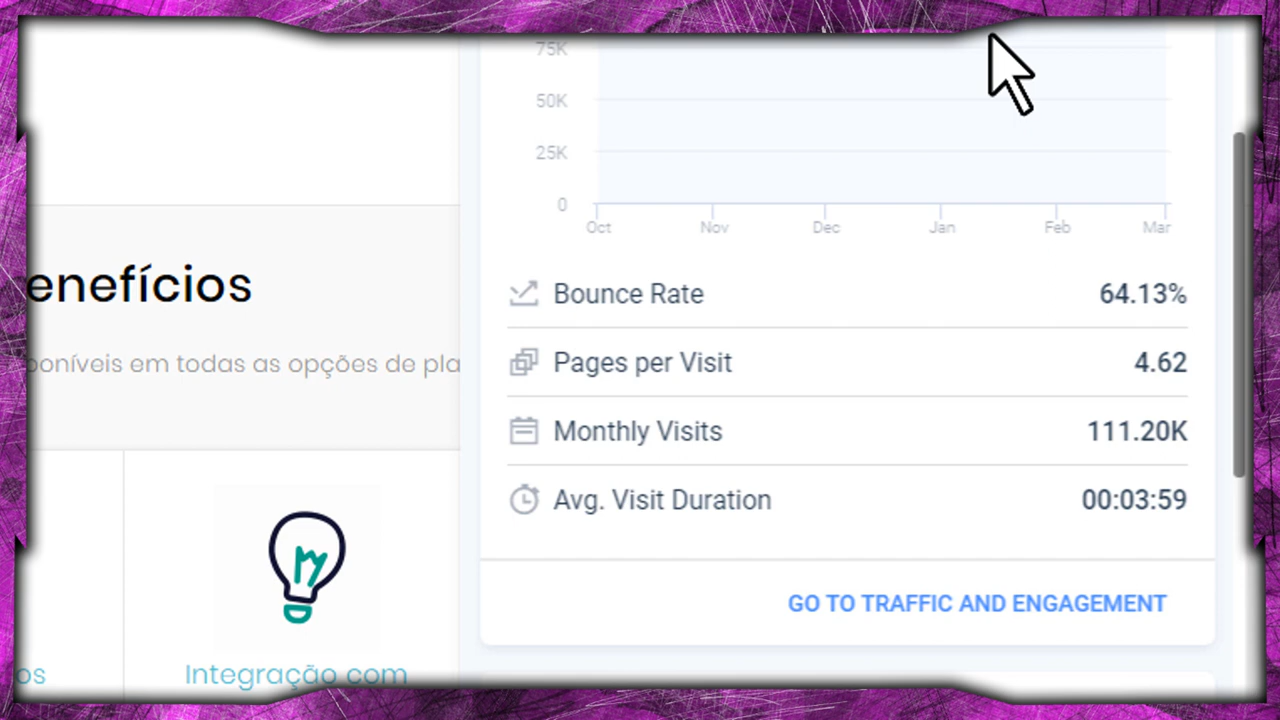 75K
50K
25K
0
Oct Nov Dec Jan Feb Mar
enefícios
poníveis em todas as opções de pla
os
Integração com
Bounce Rate 64.13%
Pages per Visit 4.62
Monthly Visits 111.20K
Avg. Visit Duration 00:03:59
GO TO TRAFFIC AND ENGAGEMENT